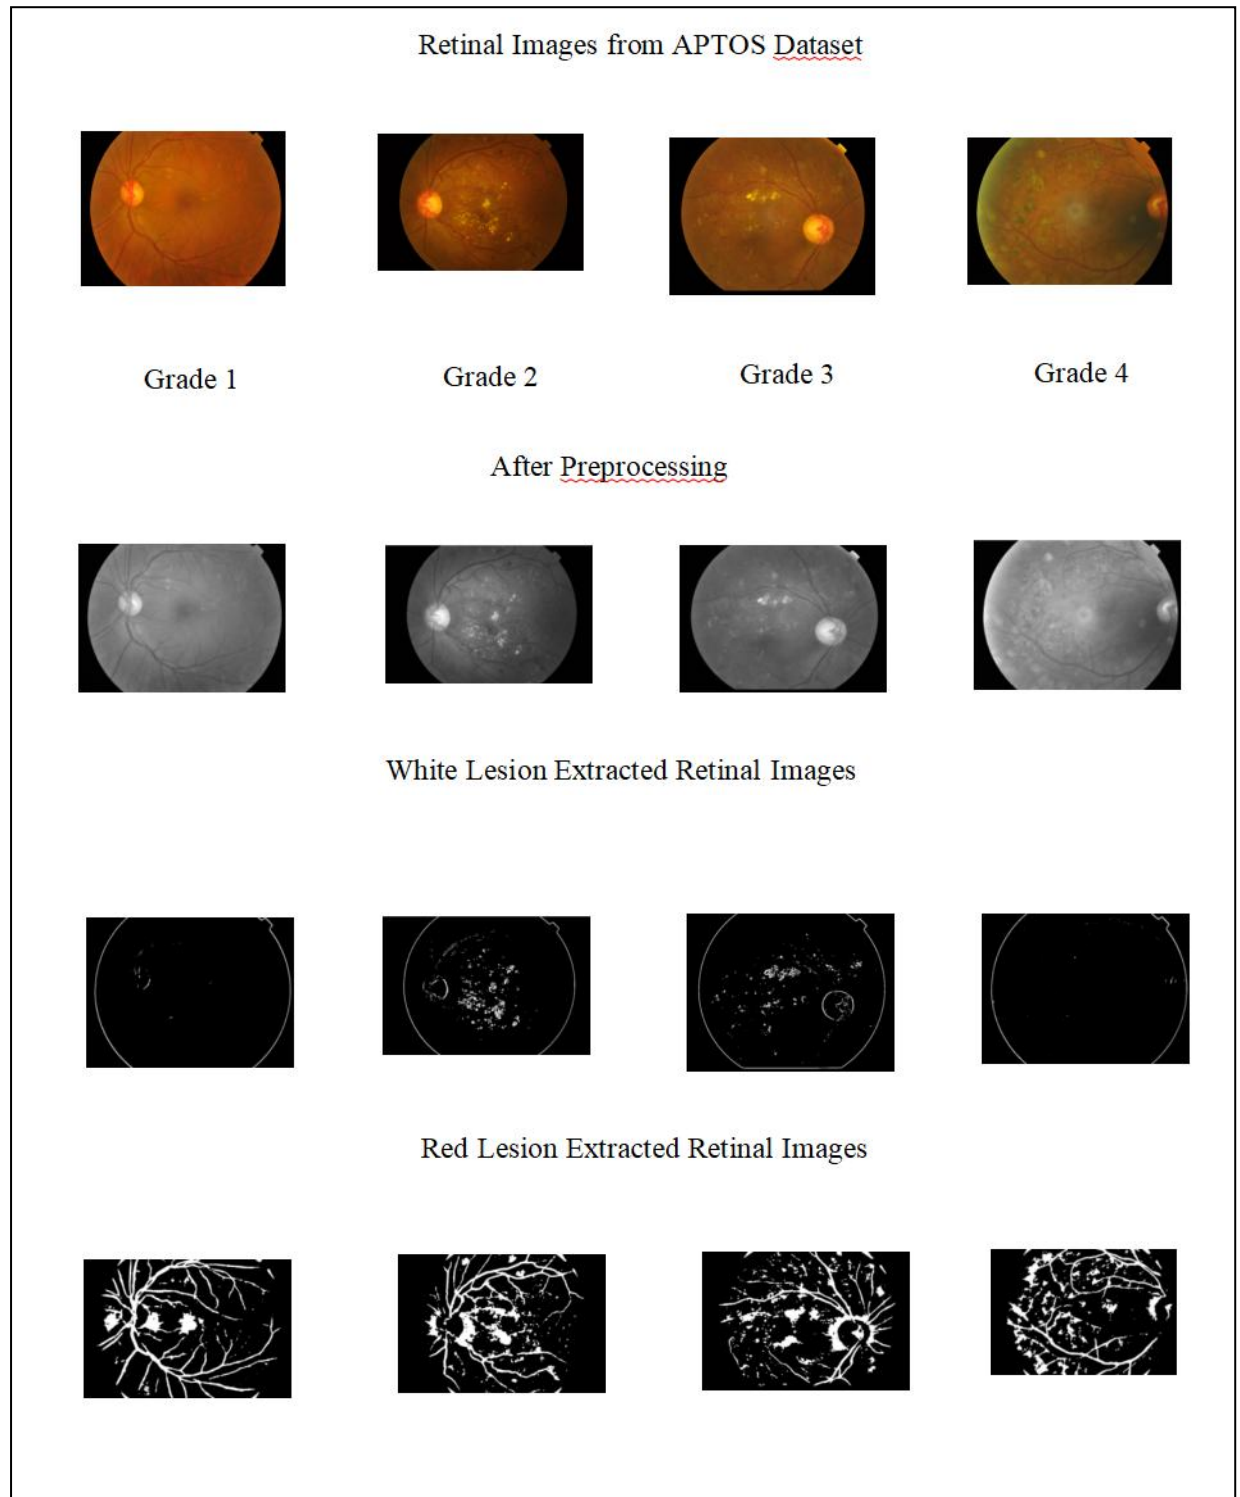 Retinal Images from APTOS Dataset
Grade 1
Grade 2
Grade 3
Grade 4
After Preprocessing
White Lesion Extracted Retinal Images
Red Lesion Extracted Retinal Images